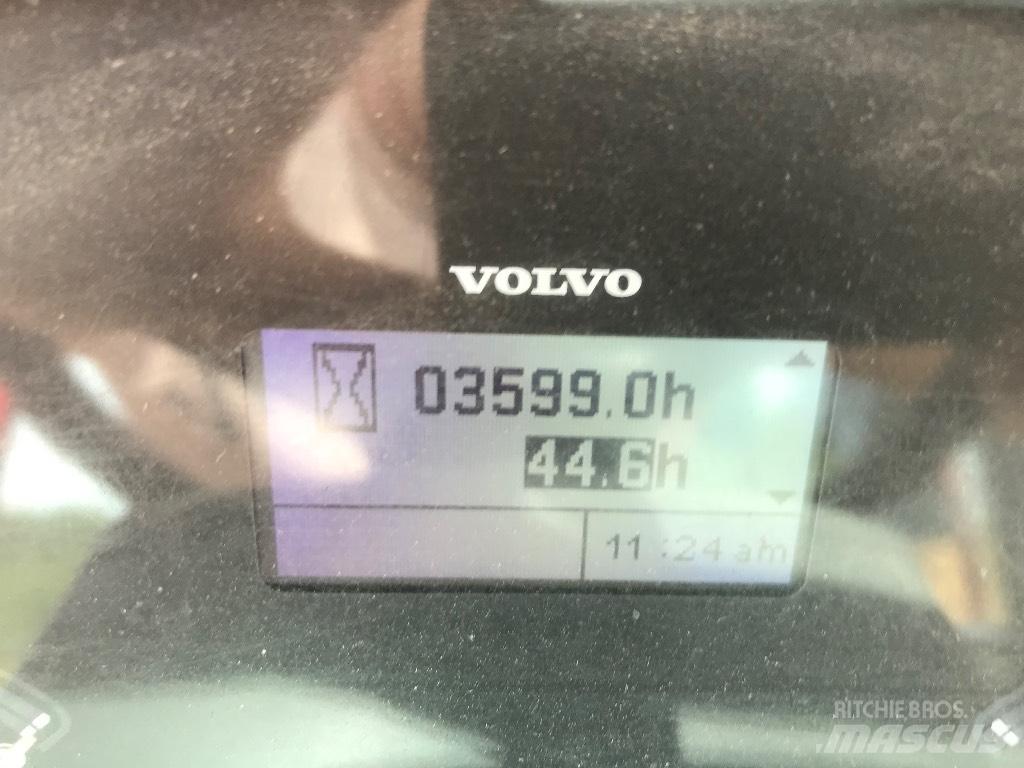 VOLVO
03599.0h
44.6h
11:24 am
RITCHIE BROS.
MASCUS